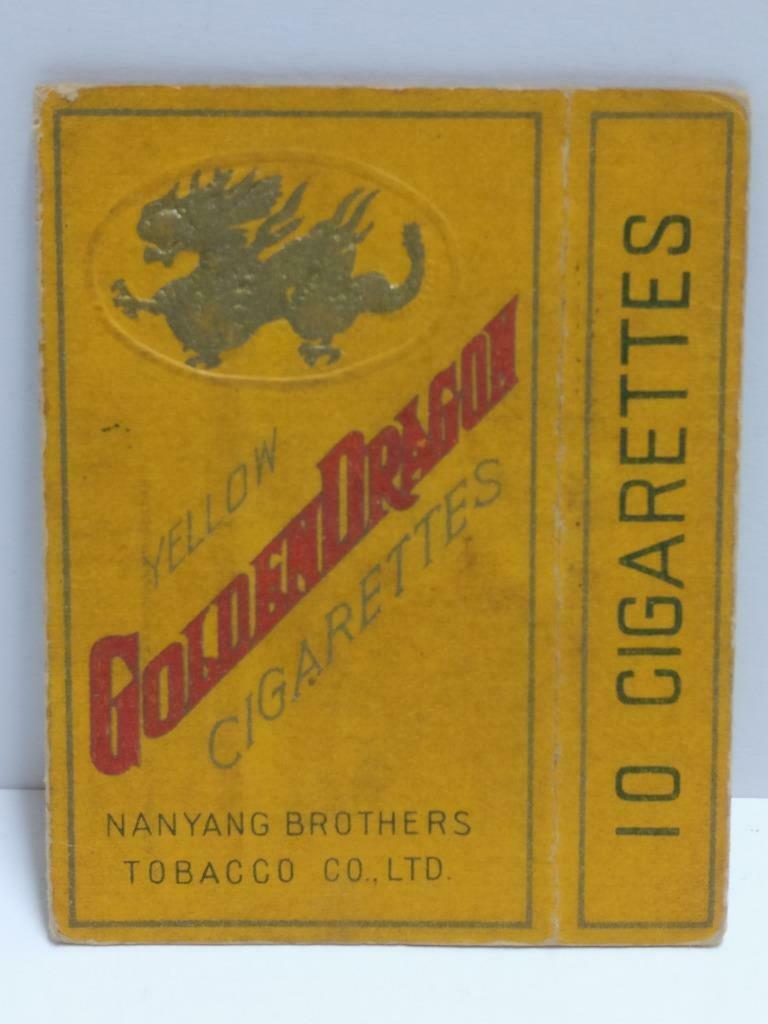 YELLOW
GOLDEN DRAGON
CIGARETTES
NANYANG BROTHERS
TOBACCO CO., LTD.
10 CIGARETTES